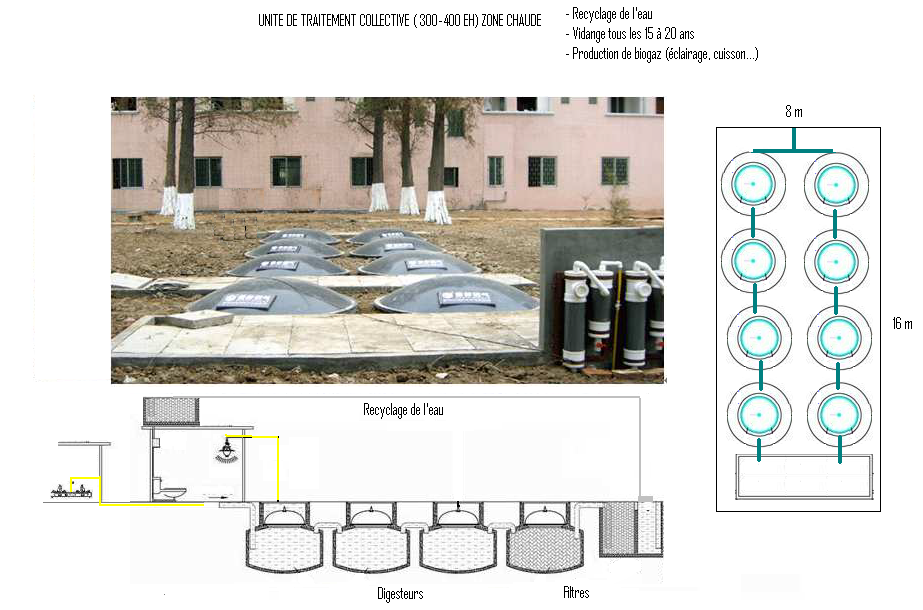 UNITE DE TRAITEMENT COLLECTIVE ( 300-400 EH) ZONE CHAUDE
- Recyclage de l'eau
- Vidange tous les 15 à 20 ans
- Production de biogaz (éclairage, cuisson...)
8 m
16 m
Recyclage de l'eau
Digesteurs
Filtres